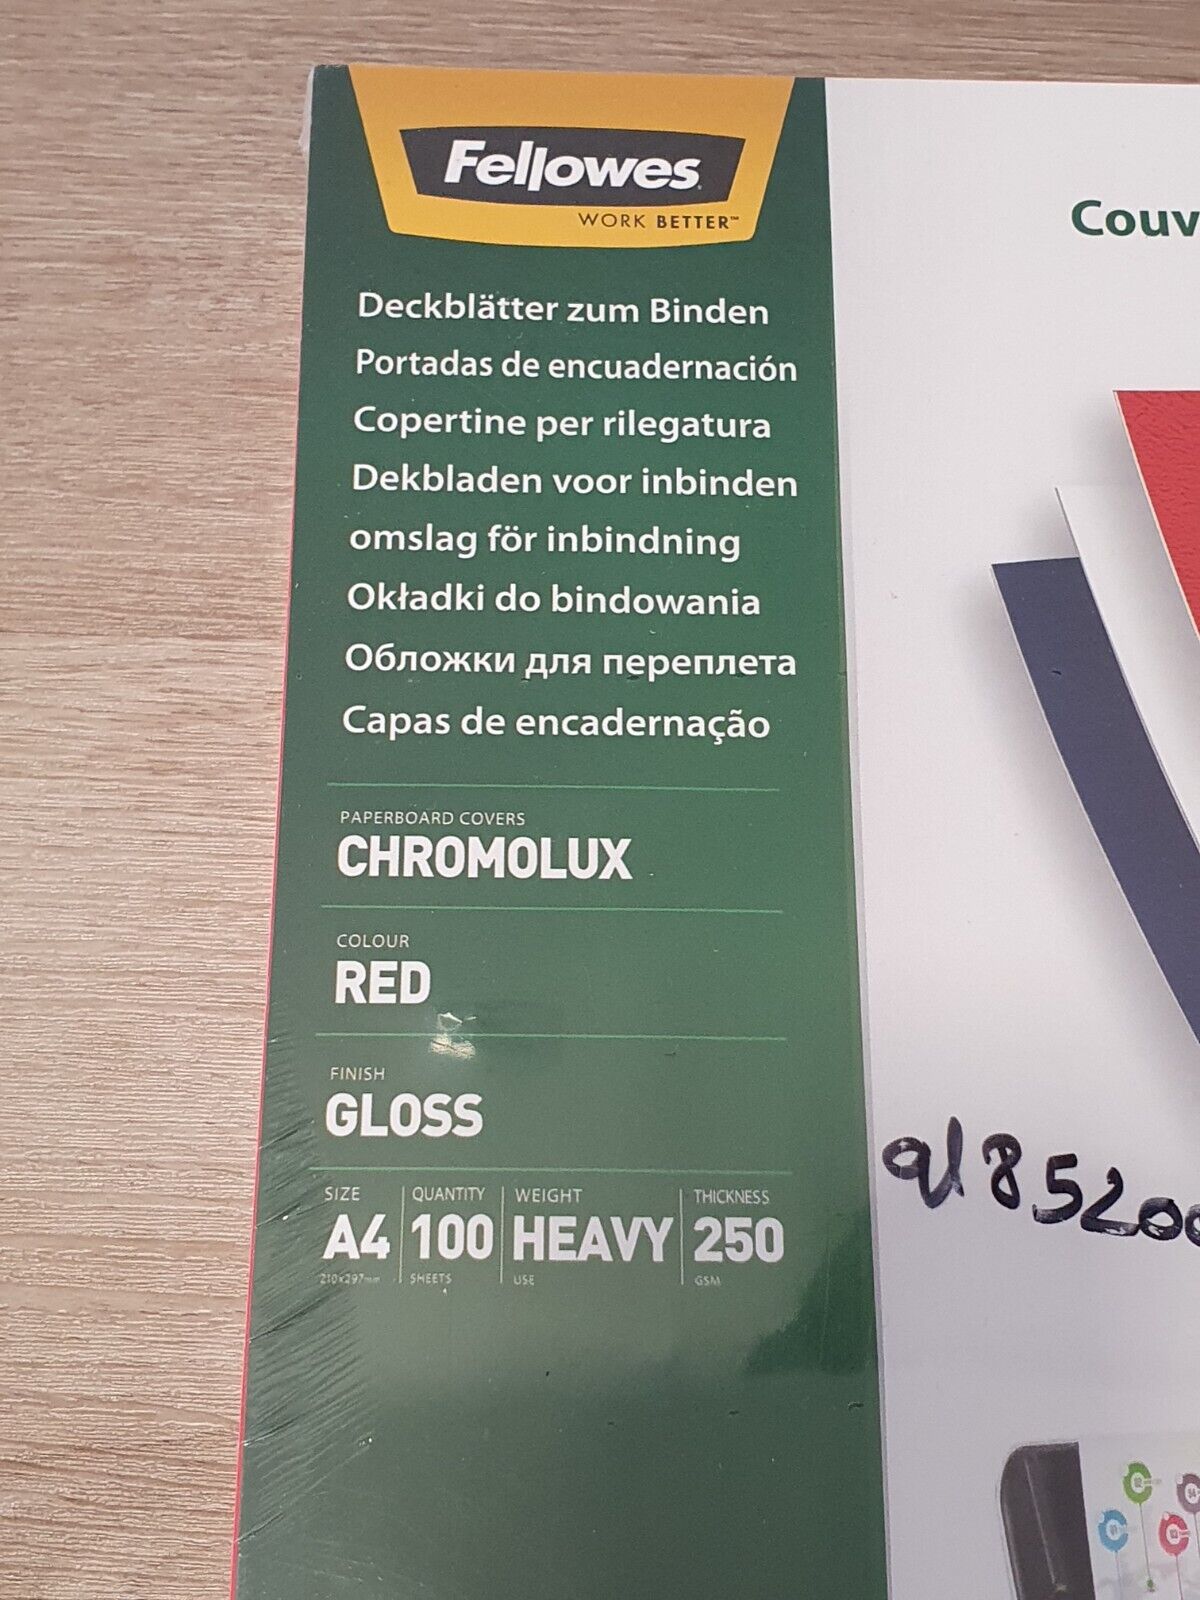 Fellowes
WORK BETTER™
Couv
Deckblätter zum Binden
Portadas de encuadernación
Copertine per rilegatura
Dekbladen voor inbinden
omslag för inbindning
Okładki do bindowania
Обложки для переплета
Capas de encadernação
PAPERBOARD COVERS
CHROMOLUX
COLOUR
RED
FINISH
GLOSS
SIZE QUANTITY WEIGHT THICKNESS
A4 100 HEAVY 250
210x297mm SHEETS USE GSM